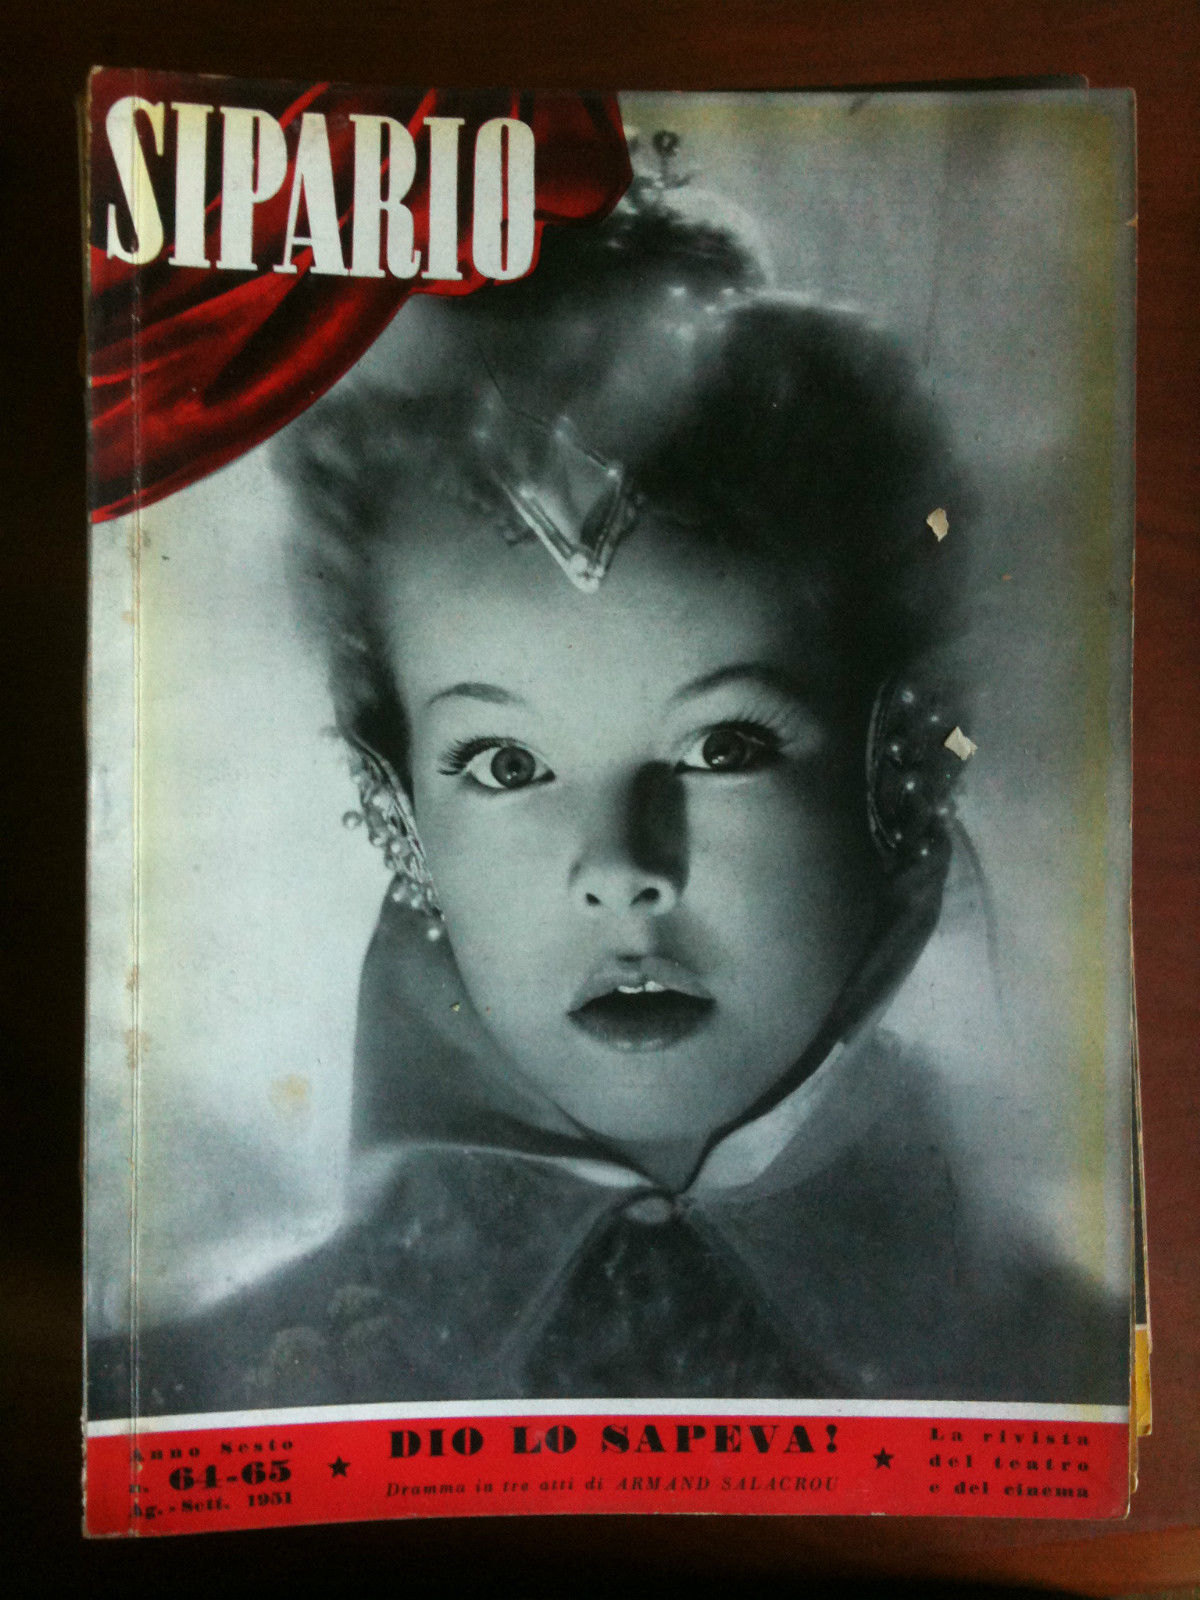 SIPARIO
Anno Sesto
n. 64-65
Ag. - Sett. 1951
★ DIO LO SAPEVA! ★
Dramma in tre atti di ARMAND SALACROU
La rivista
del teatro
e del cinema